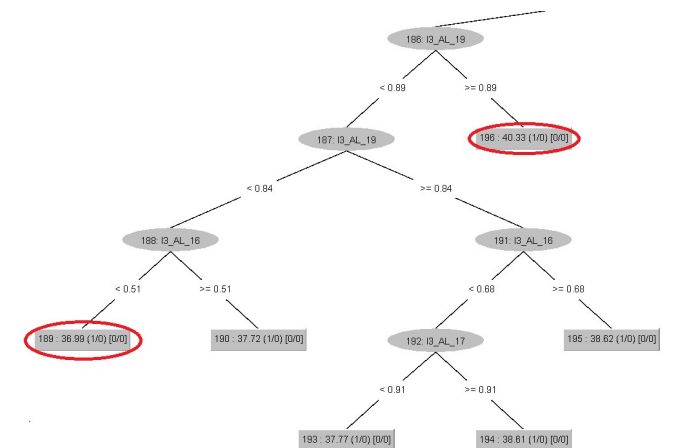 186: I3_AL_19
< 0.89
>= 0.89
187: I3_AL_19
196 : 40.33 (1/0) [0/0]
< 0.84
>= 0.84
188: I3_AL_16
191: I3_AL_16
< 0.51
>= 0.51
< 0.68
>= 0.68
189 : 36.99 (1/0) [0/0]
190 : 37.72 (1/0) [0/0]
192: I3_AL_17
195 : 38.62 (1/0) [0/0]
< 0.91
>= 0.91
193 : 37.77 (1/0) [0/0]
194 : 38.61 (1/0) [0/0]